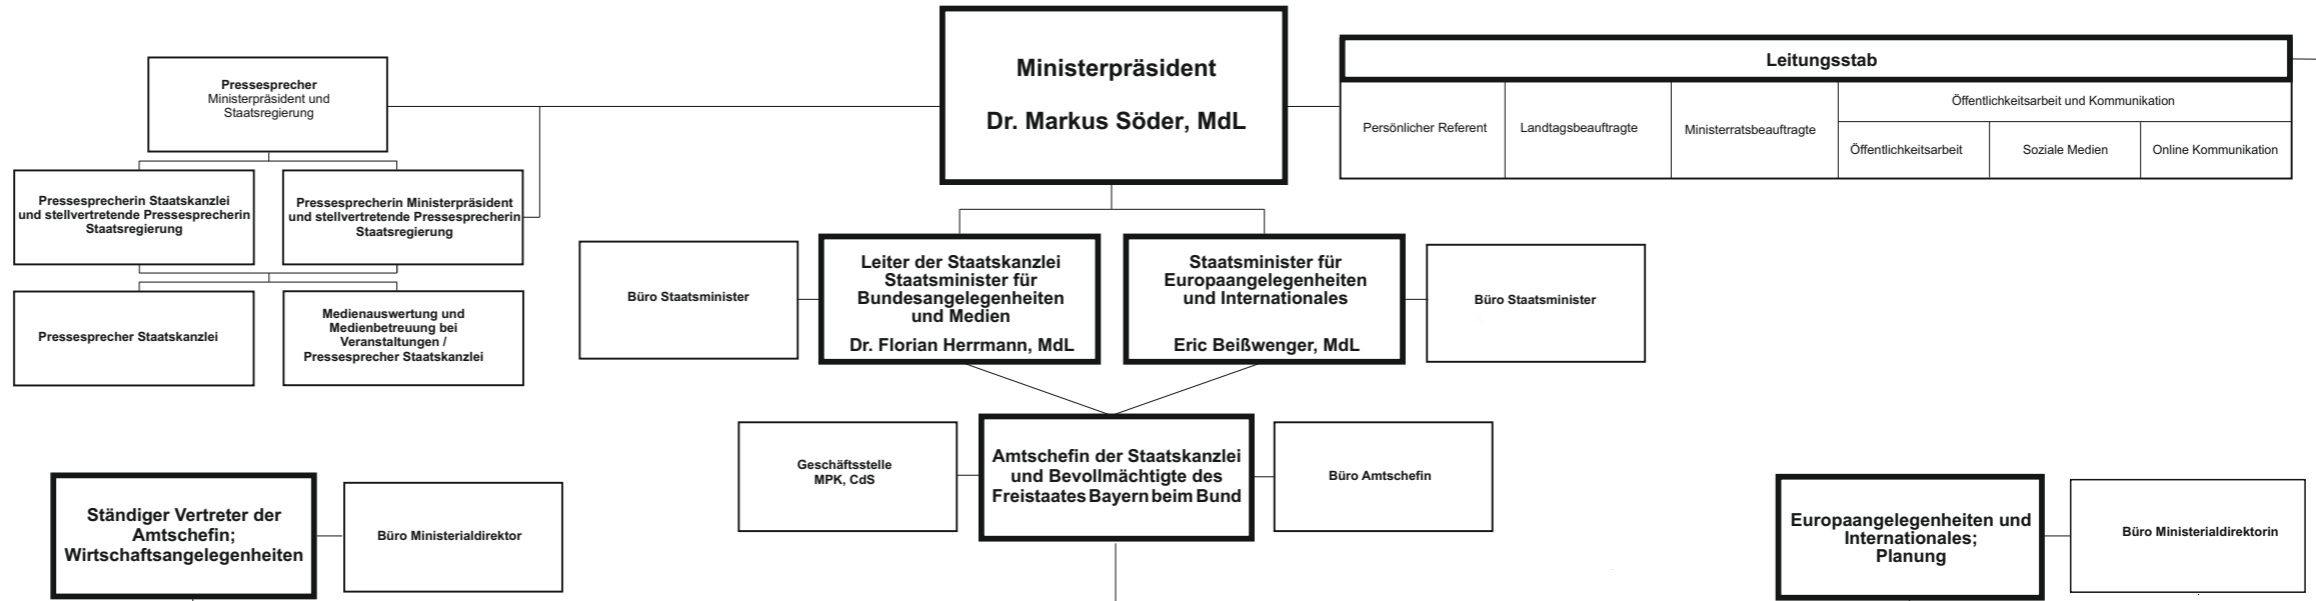 Ministerpräsident
Dr. Markus Söder, MdL
Leitungsstab
Persönlicher Referent
Landtagsbeauftragte
Ministerratsbeauftragte
Öffentlichkeitsarbeit und Kommunikation
Öffentlichkeitsarbeit
Soziale Medien
Online Kommunikation
Pressesprecher
Ministerpräsident und
Staatsregierung
Pressesprecherin Staatskanzlei
und stellvertretende Pressesprecherin
Staatsregierung
Pressesprecherin Ministerpräsident
und stellvertretende Pressesprecherin
Staatsregierung
Pressesprecher Staatskanzlei
Medienauswertung und
Medienbetreuung bei
Veranstaltungen /
Pressesprecher Staatskanzlei
Büro Staatsminister
Leiter der Staatskanzlei
Staatsminister für
Bundesangelegenheiten
und Medien
Dr. Florian Herrmann, MdL
Staatsminister für
Europaangelegenheiten
und Internationales
Eric Beißwenger, MdL
Büro Staatsminister
Geschäftsstelle
MPK, CdS
Amtschefin der Staatskanzlei
und Bevollmächtigte des
Freistaates Bayern beim Bund
Büro Amtschefin
Ständiger Vertreter der
Amtschefin;
Wirtschaftsangelegenheiten
Büro Ministerialdirektor
Europaangelegenheiten und
Internationales;
Planung
Büro Ministerialdirektorin